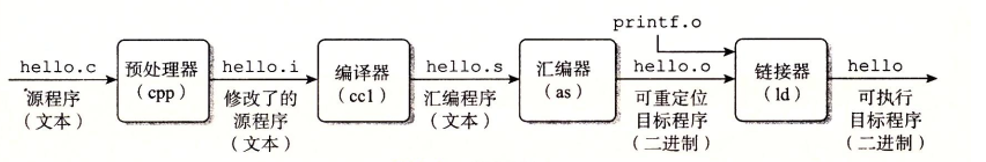 printf.o
hello.c
预处理器
(cpp)
hello.i
编译器
(cc1)
hello.s
汇编器
(as)
hello.o
链接器
(ld)
hello
源程序
(文本)
修改了的
源程序
(文本)
汇编程序
(文本)
可重定位
目标程序
(二进制)
可执行
目标程序
(二进制)